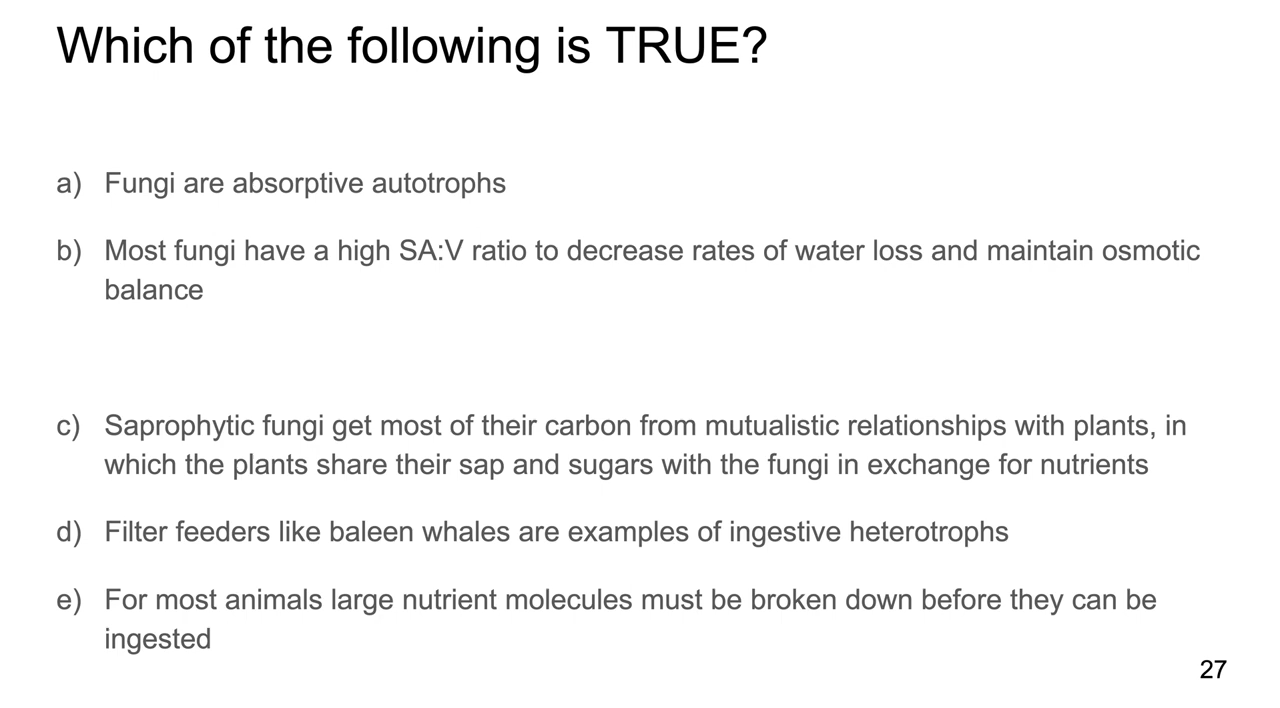 Which of the following is TRUE?
a) Fungi are absorptive autotrophs
b) Most fungi have a high SA:V ratio to decrease rates of water loss and maintain osmotic
balance
c) Saprophytic fungi get most of their carbon from mutualistic relationships with plants, in
which the plants share their sap and sugars with the fungi in exchange for nutrients
d) Filter feeders like baleen whales are examples of ingestive heterotrophs
e) For most animals large nutrient molecules must be broken down before they can be
ingested
27